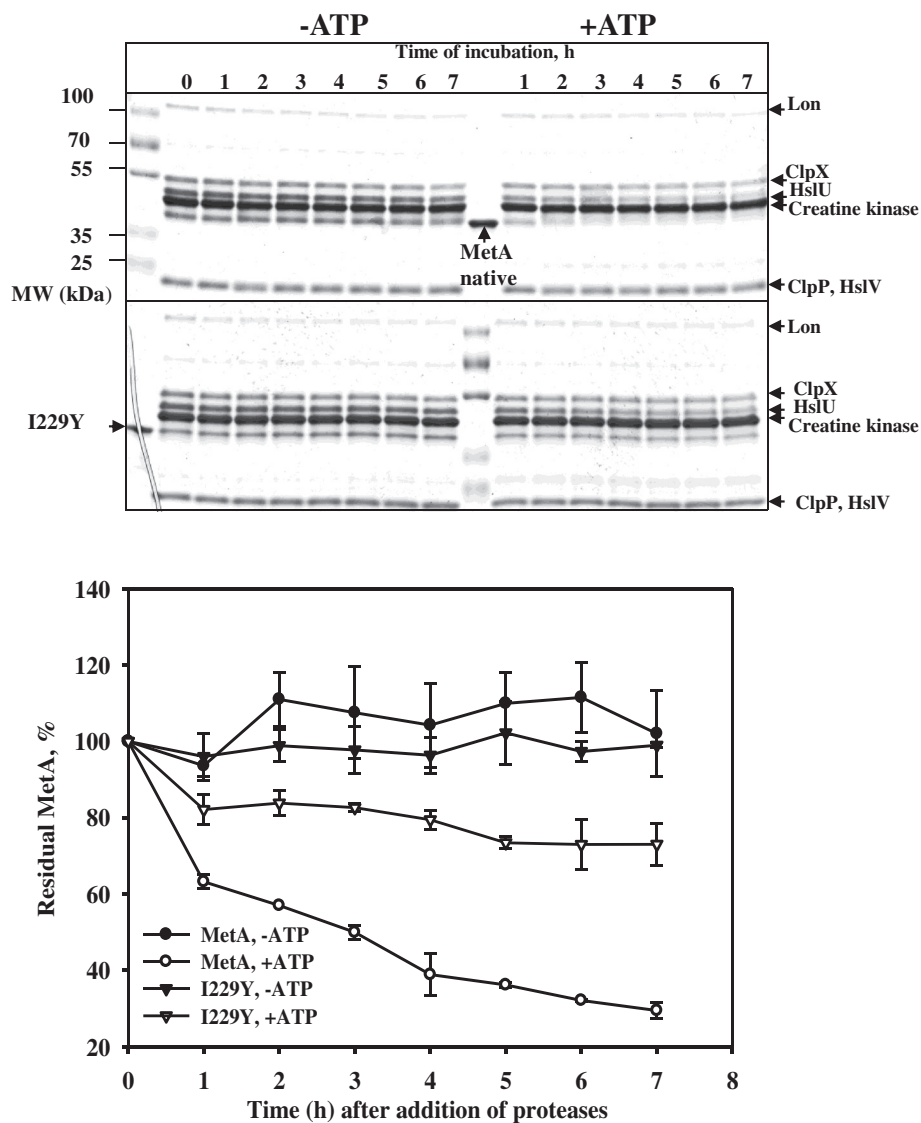 -ATP +ATP
Time of incubation, h
0 1 2 3 4 5 6 7 1 2 3 4 5 6 7
100
70
55
35
25
MW (kDa)
Lon
ClpX
HslU
Creatine kinase
MetA
native
ClpP, HslV
I229Y
Lon
ClpX
HslU
Creatine kinase
ClpP, HslV
140
120
100
80
60
40
20
Residual MetA, %
MetA, -ATP
MetA, +ATP
I229Y, -ATP
I229Y, +ATP
0 1 2 3 4 5 6 7 8
Time (h) after addition of proteases